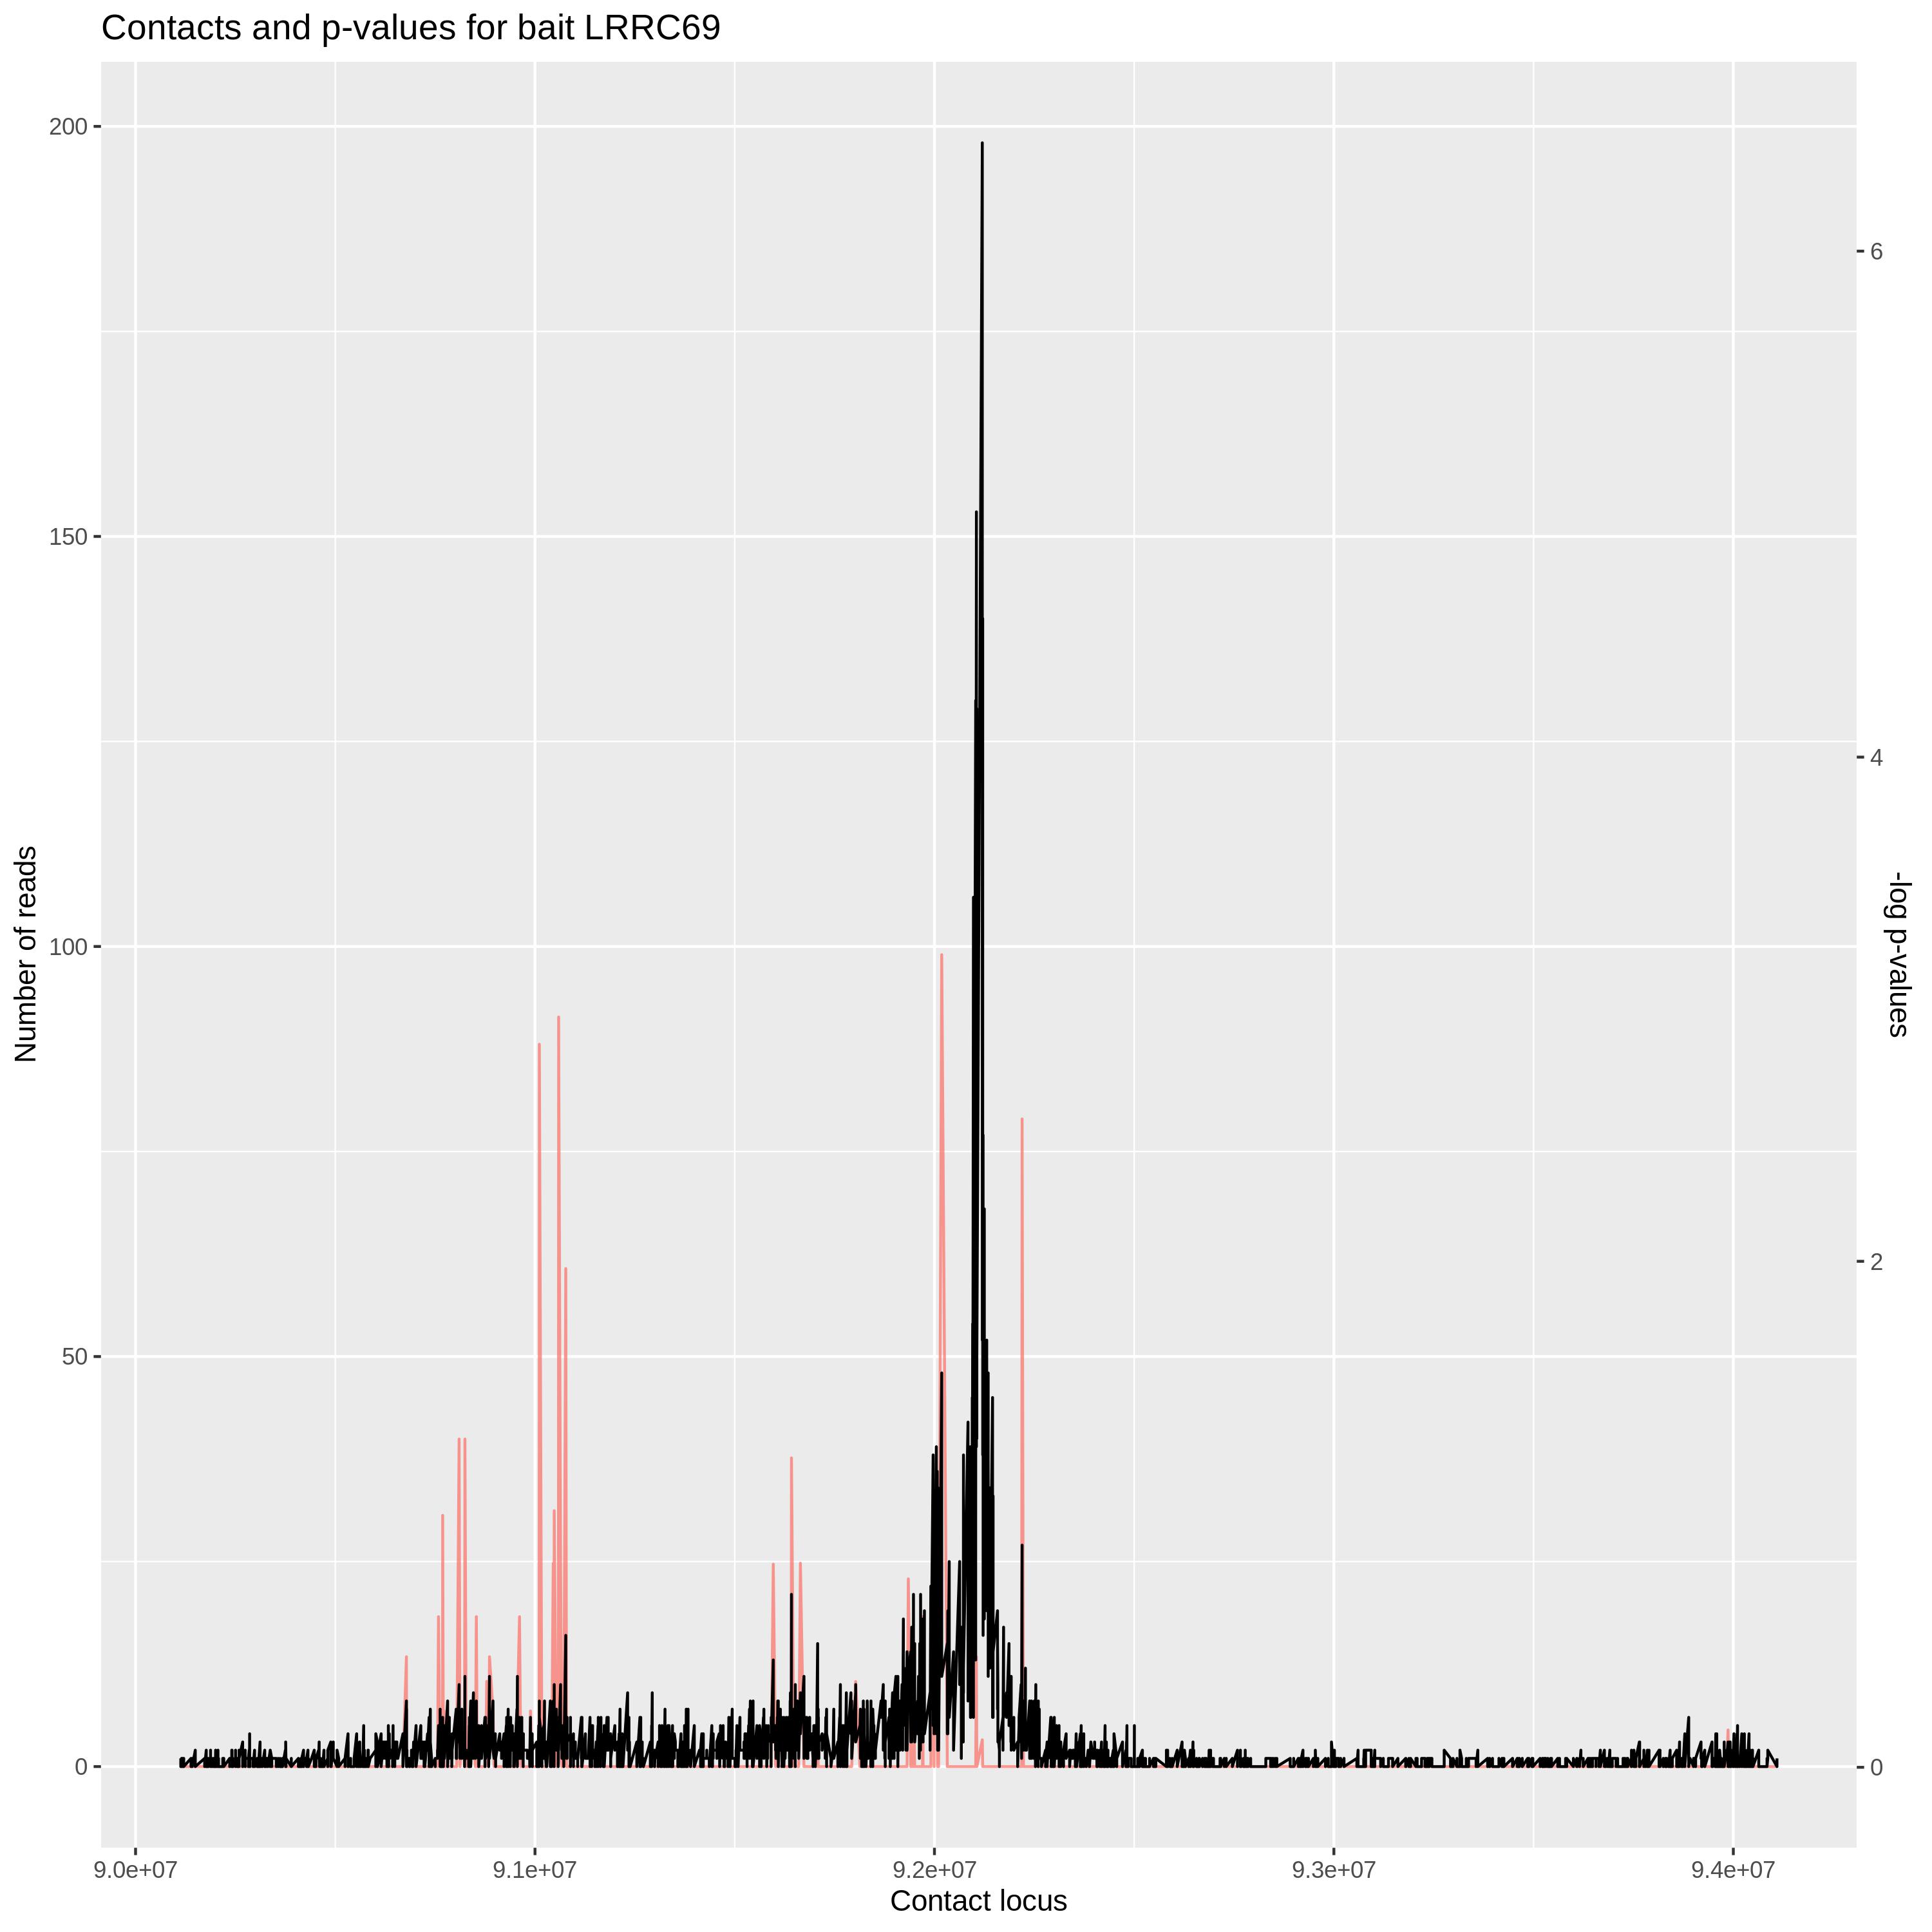 Contacts and p-values for bait LRRC69
200
150
100
50
0
Number of reads
6
4
2
0
-log p-values
9.0e+07
9.1e+07
9.2e+07
9.3e+07
9.4e+07
Contact locus